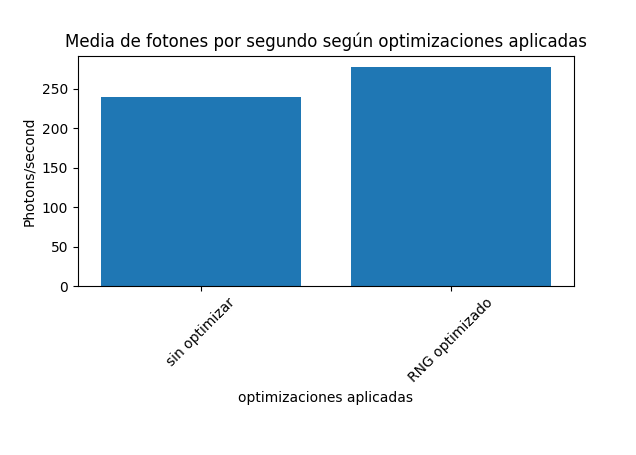 Media de fotones por segundo según optimizaciones aplicadas
Photons/second
250
200
150
100
50
0
sin optimizar
RNG optimizado
optimizaciones aplicadas